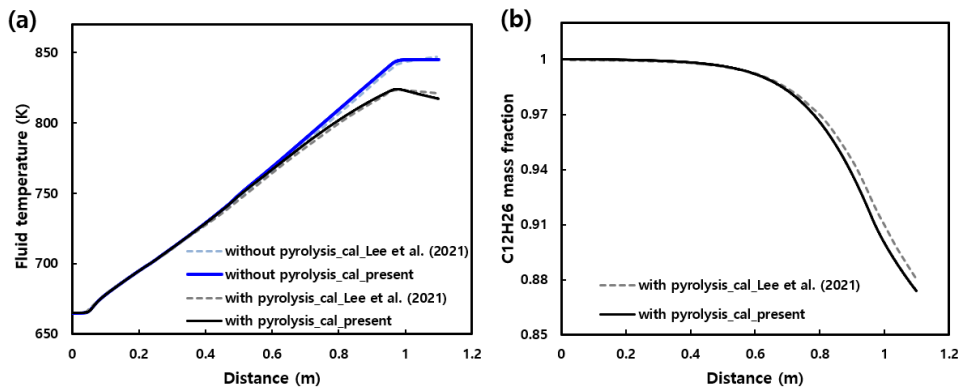 (a)
Fluid temperature (K)
850
800
750
700
650
without pyrolysis_cal_Lee et al. (2021)
without pyrolysis_cal_present
with pyrolysis_cal_Lee et al. (2021)
with pyrolysis_cal_present
0 0.2 0.4 0.6 0.8 1 1.2
Distance (m)
(b)
C12H26 mass fraction
1
0.97
0.94
0.91
0.88
0.85
with pyrolysis_cal_Lee et al. (2021)
with pyrolysis_cal_present
0 0.2 0.4 0.6 0.8 1 1.2
Distance (m)